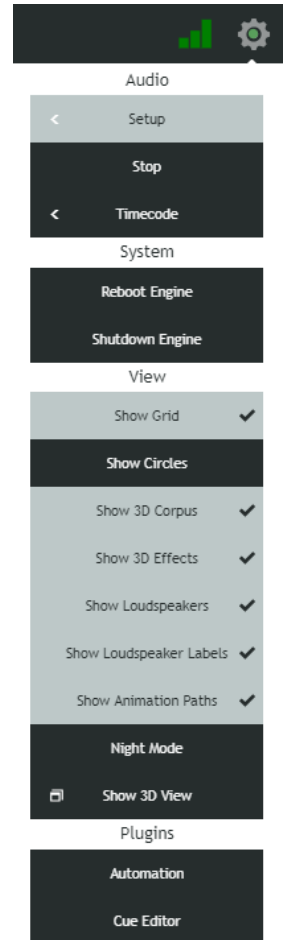 Audio
Setup
Stop
Timecode
System
Reboot Engine
Shutdown Engine
View
Show Grid
Show Circles
Show 3D Corpus
Show 3D Effects
Show Loudspeakers
Show Loudspeaker Labels
Show Animation Paths
Night Mode
Show 3D View
Plugins
Automation
Cue Editor